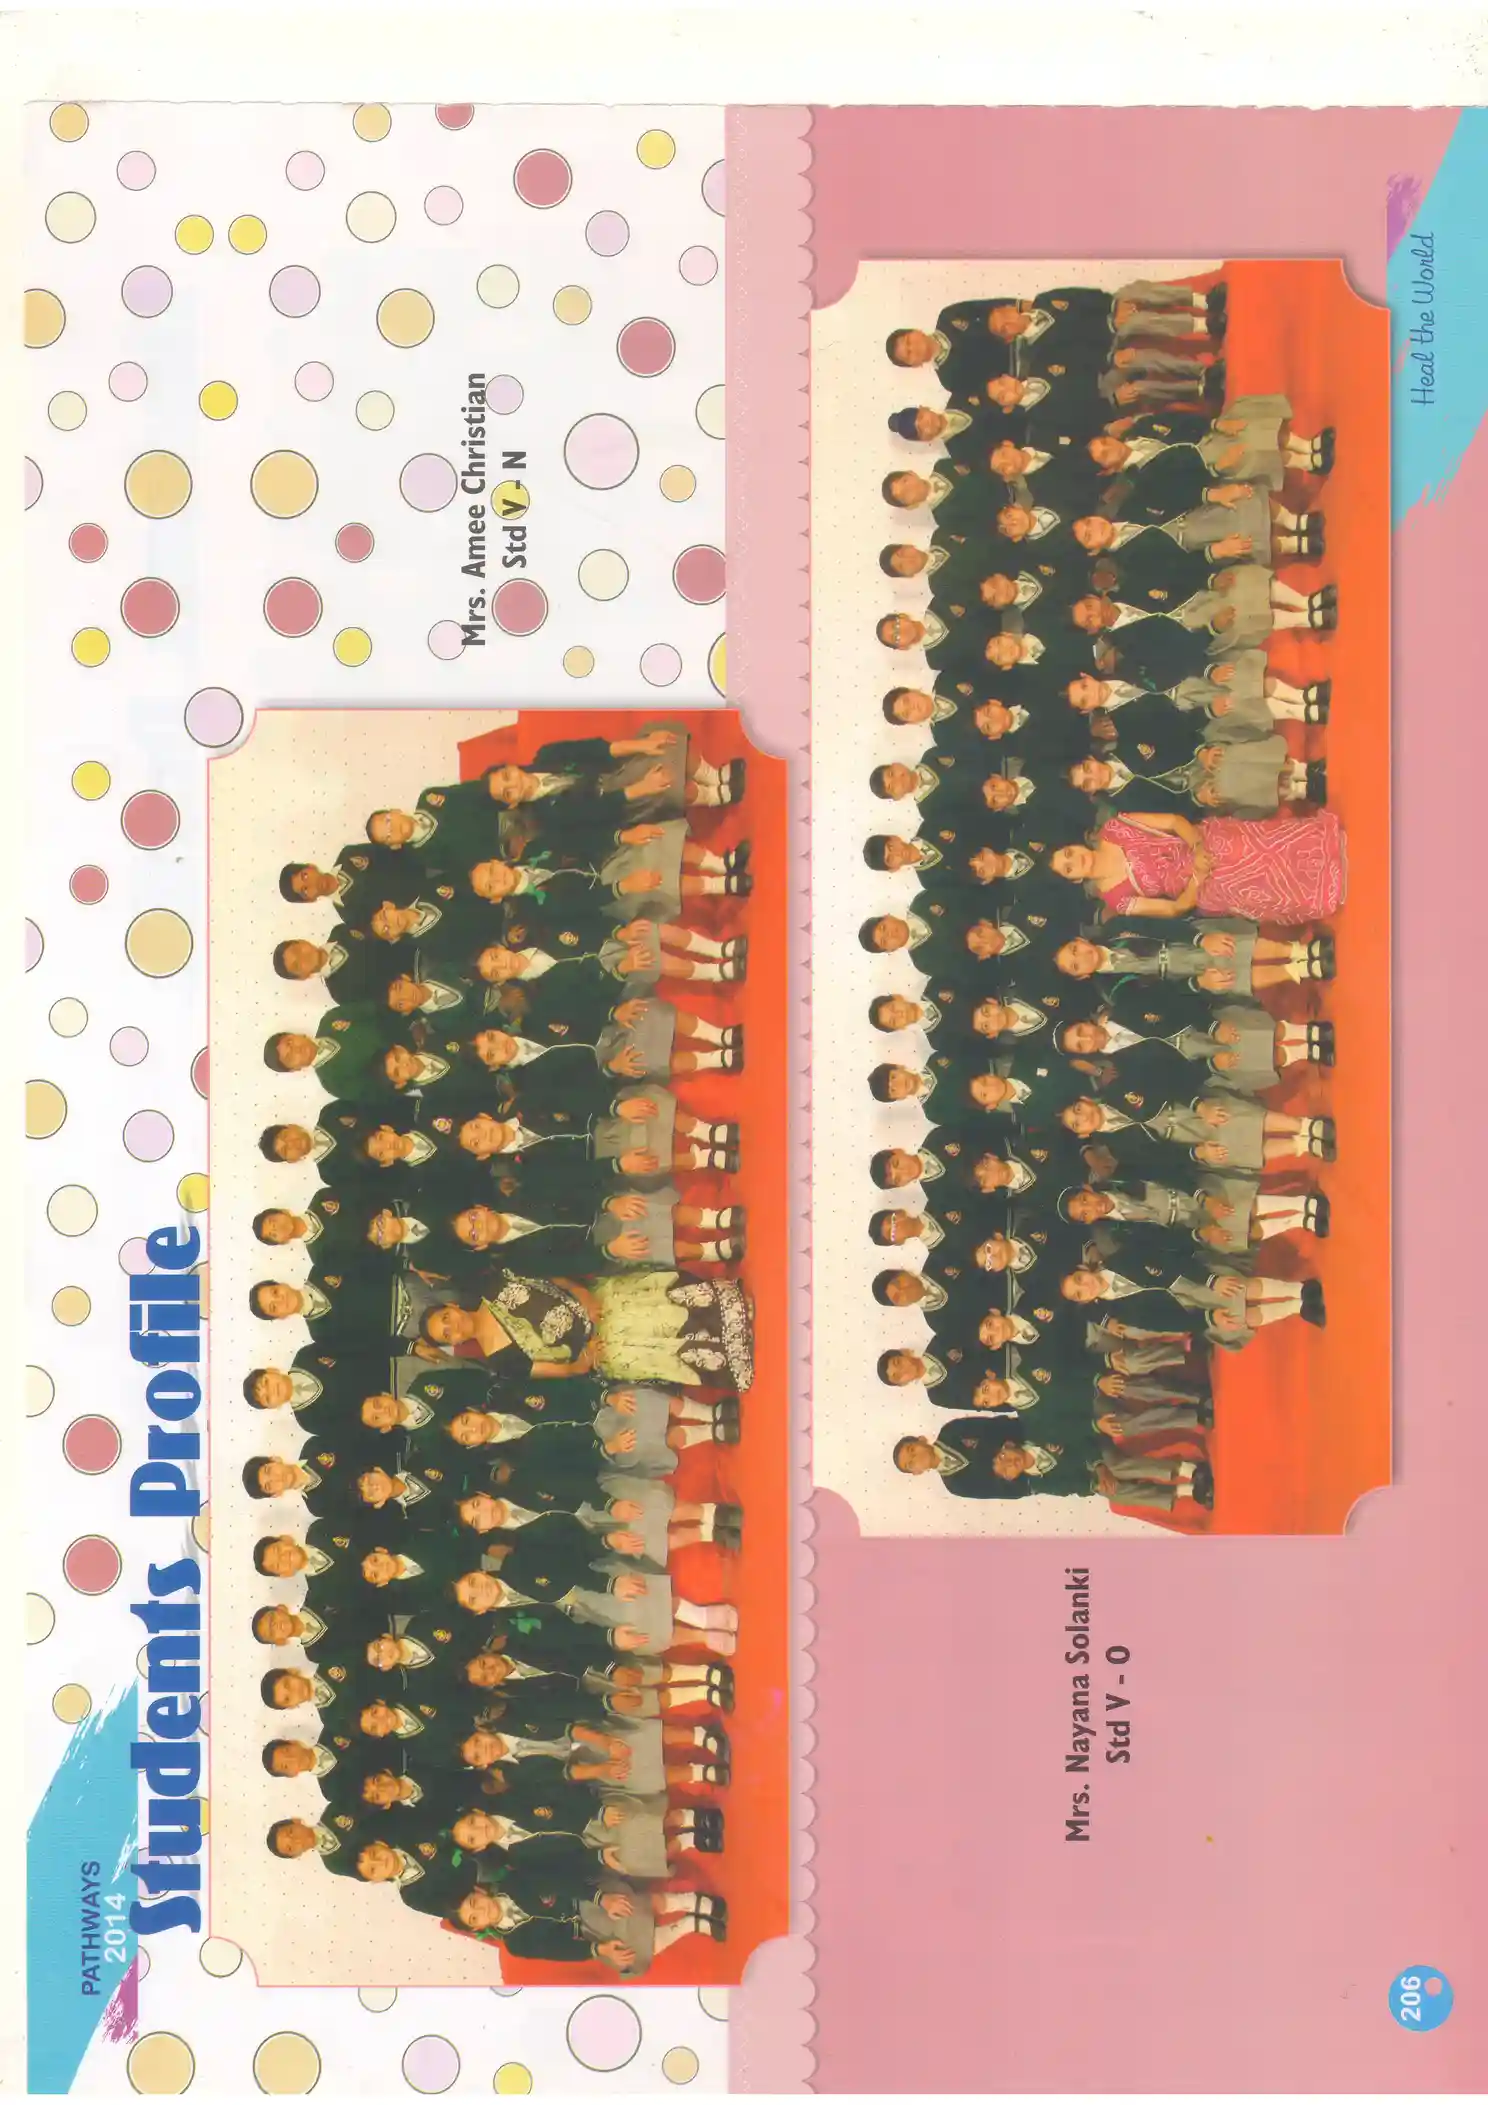 PATHWAYS
2014
Students Profile
Mrs. Amee Christian
Std V - N
Mrs. Nayana Solanki
Std V - O
206
Heal the World